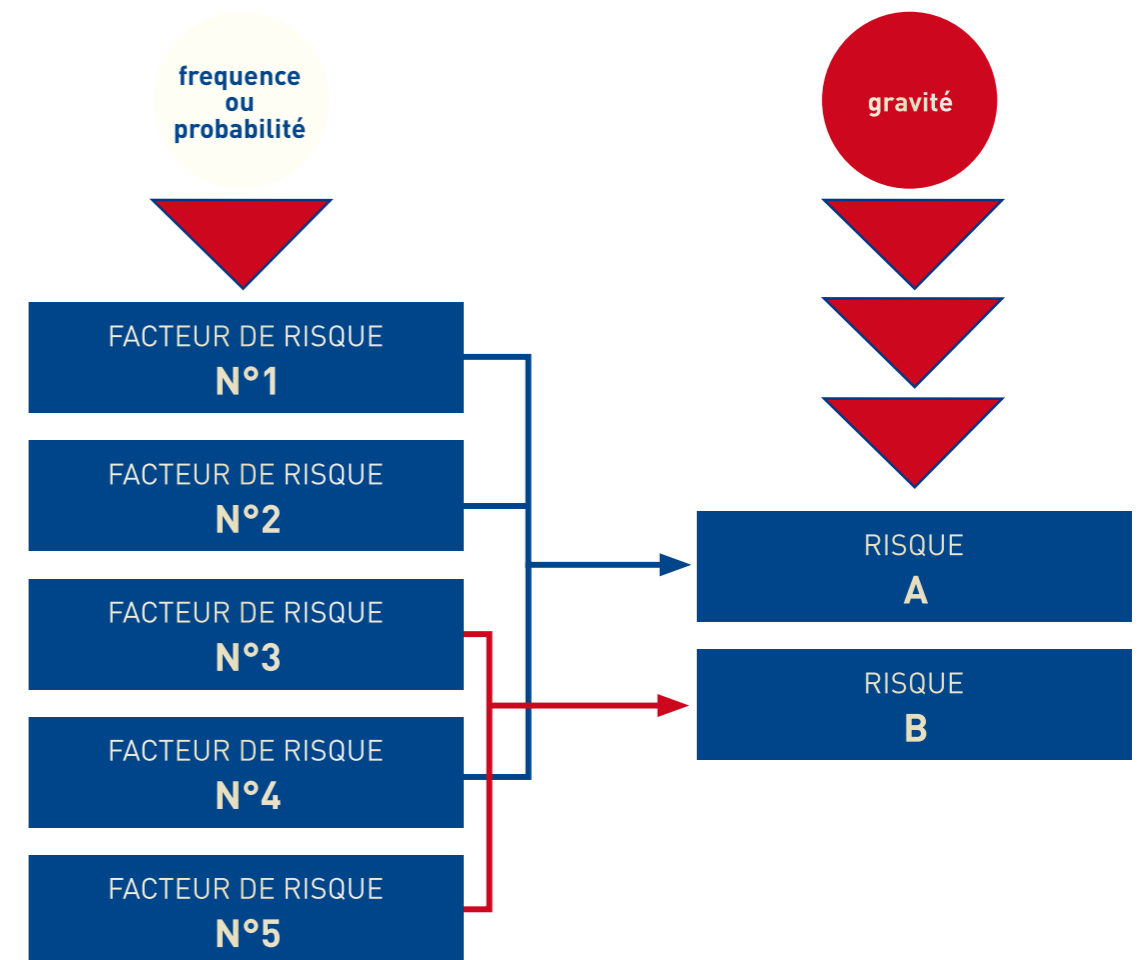 frequence
ou
probabilité
gravité
FACTEUR DE RISQUE
N°1
FACTEUR DE RISQUE
N°2
FACTEUR DE RISQUE
N°3
FACTEUR DE RISQUE
N°4
FACTEUR DE RISQUE
N°5
RISQUE
A
RISQUE
B